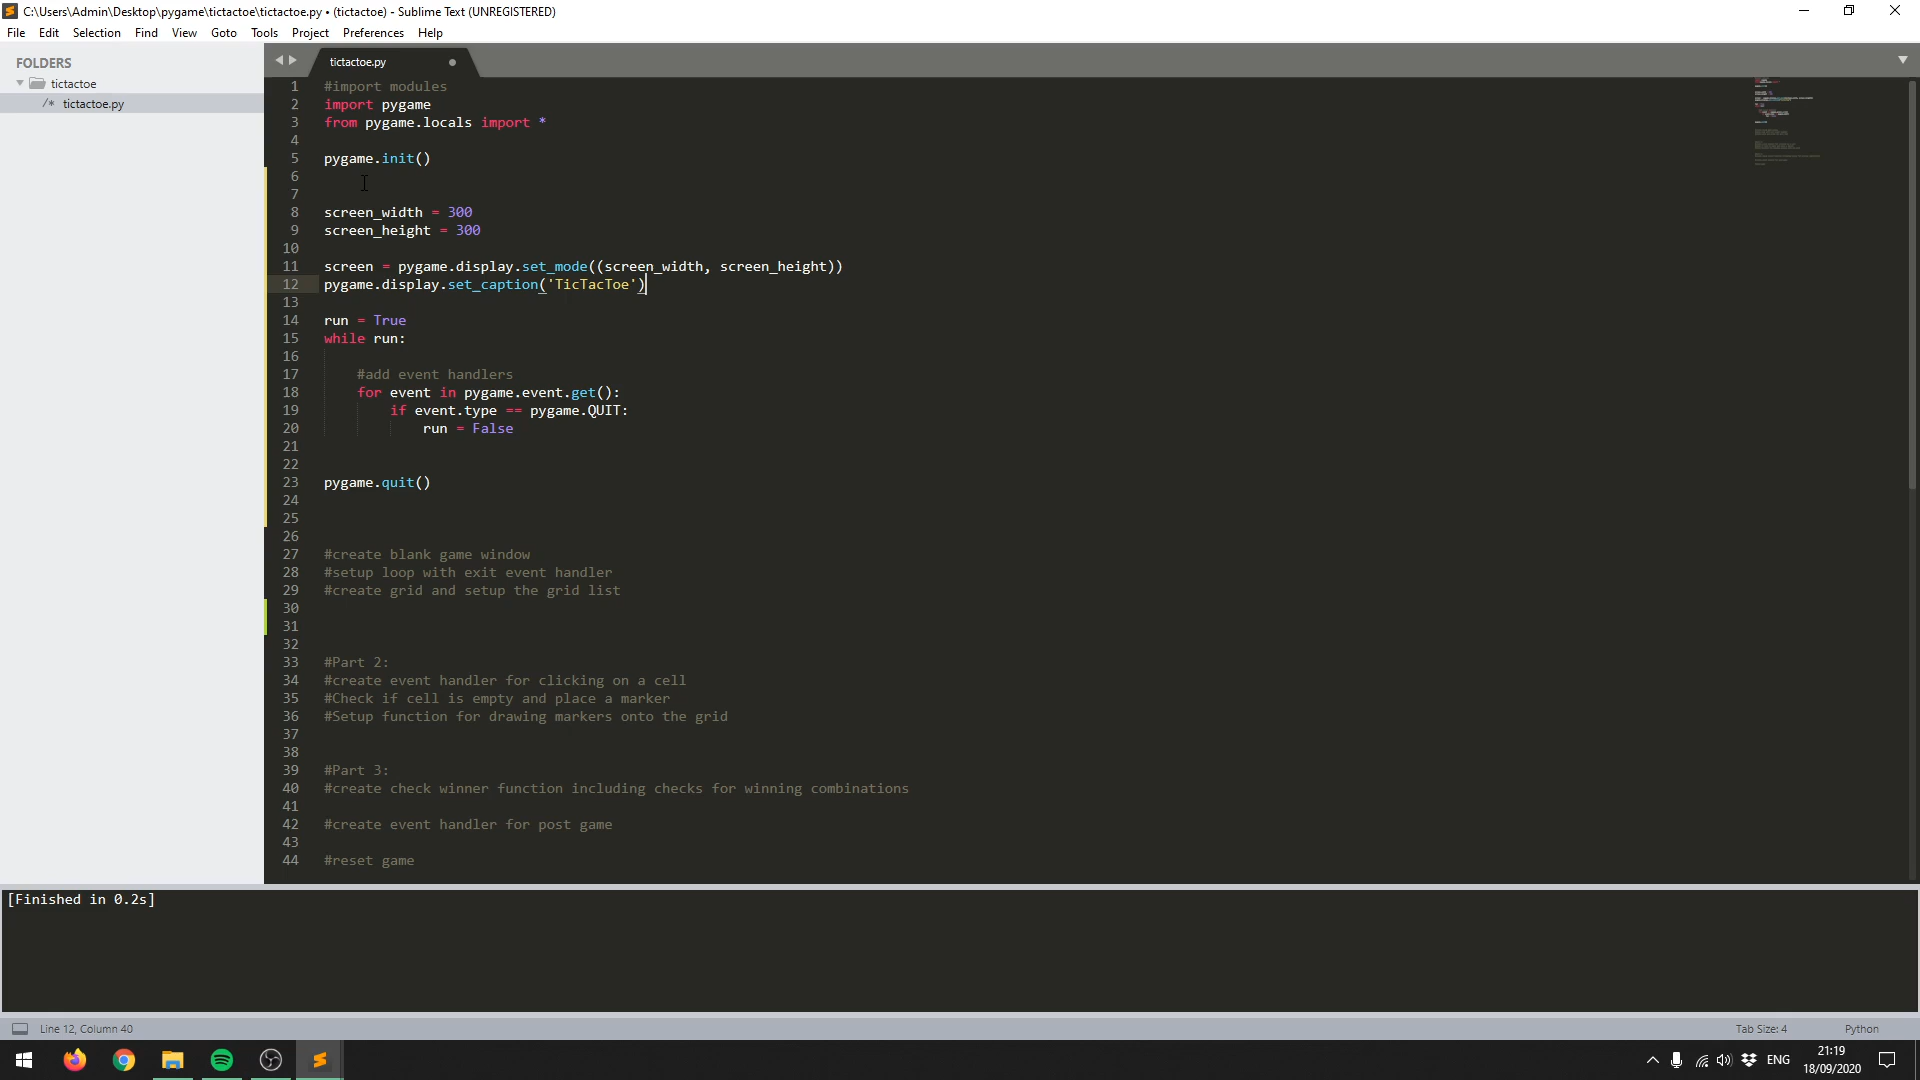 C:\Users\Admin\Desktop\pygame\tictactoe\tictactoe.py • (tictactoe) - Sublime Text (UNREGISTERED)
File Edit Selection Find View Goto Tools Project Preferences Help
FOLDERS
tictactoe
/* tictactoe.py
tictactoe.py
1 #import modules
2 import pygame
3 from pygame.locals import *
4
5 pygame.init()
6
7
8 screen_width = 300
9 screen_height = 300
10
11 screen = pygame.display.set_mode((screen_width, screen_height))
12 pygame.display.set_caption('TicTacToe')
13
14 run = True
15 while run:
16
17 #add event handlers
18 for event in pygame.event.get():
19 if event.type == pygame.QUIT:
20 run = False
21
22
23 pygame.quit()
24
25
26
27 #create blank game window
28 #setup loop with exit event handler
29 #create grid and setup the grid list
30
31
32
33 #Part 2:
34 #create event handler for clicking on a cell
35 #Check if cell is empty and place a marker
36 #Setup function for drawing markers onto the grid
37
38
39 #Part 3:
40 #create check winner function including checks for winning combinations
41
42 #create event handler for post game
43
44 #reset game
[Finished in 0.2s]
Line 12, Column 40 Tab Size: 4 Python
ENG
21:19
18/09/2020